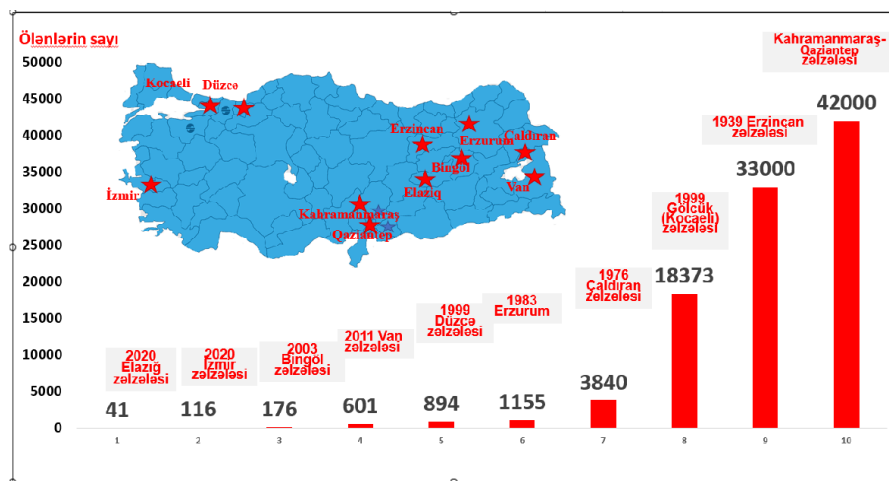 Ölənlərin sayı
50000
45000
40000
35000
30000
25000
20000
15000
10000
5000
0
Kocaeli
Düzcə
Erzincan
Erzurum
Çaldıran
Bingöl
Van
Elaziq
İzmir
Kahramanmaraş
Qaziantep
2020
Elazığ
zəlzələsi
41
2020
İzmir
zəlzələsi
116
2003
Bingöl
zəlzələsi
176
2011 Van
zəlzələsi
601
1999
Düzcə
zəlzələsi
894
1983
Erzurum
1155
1976
Çaldıran
zəlzələsi
3840
1999
Gölcük
(Kocaeli)
zəlzələsi
18373
1939 Erzincan
zəlzələsi
33000
Kahramanmaraş-
Qaziantep
zəlzələsi
42000
1
2
3
4
5
6
7
8
9
10